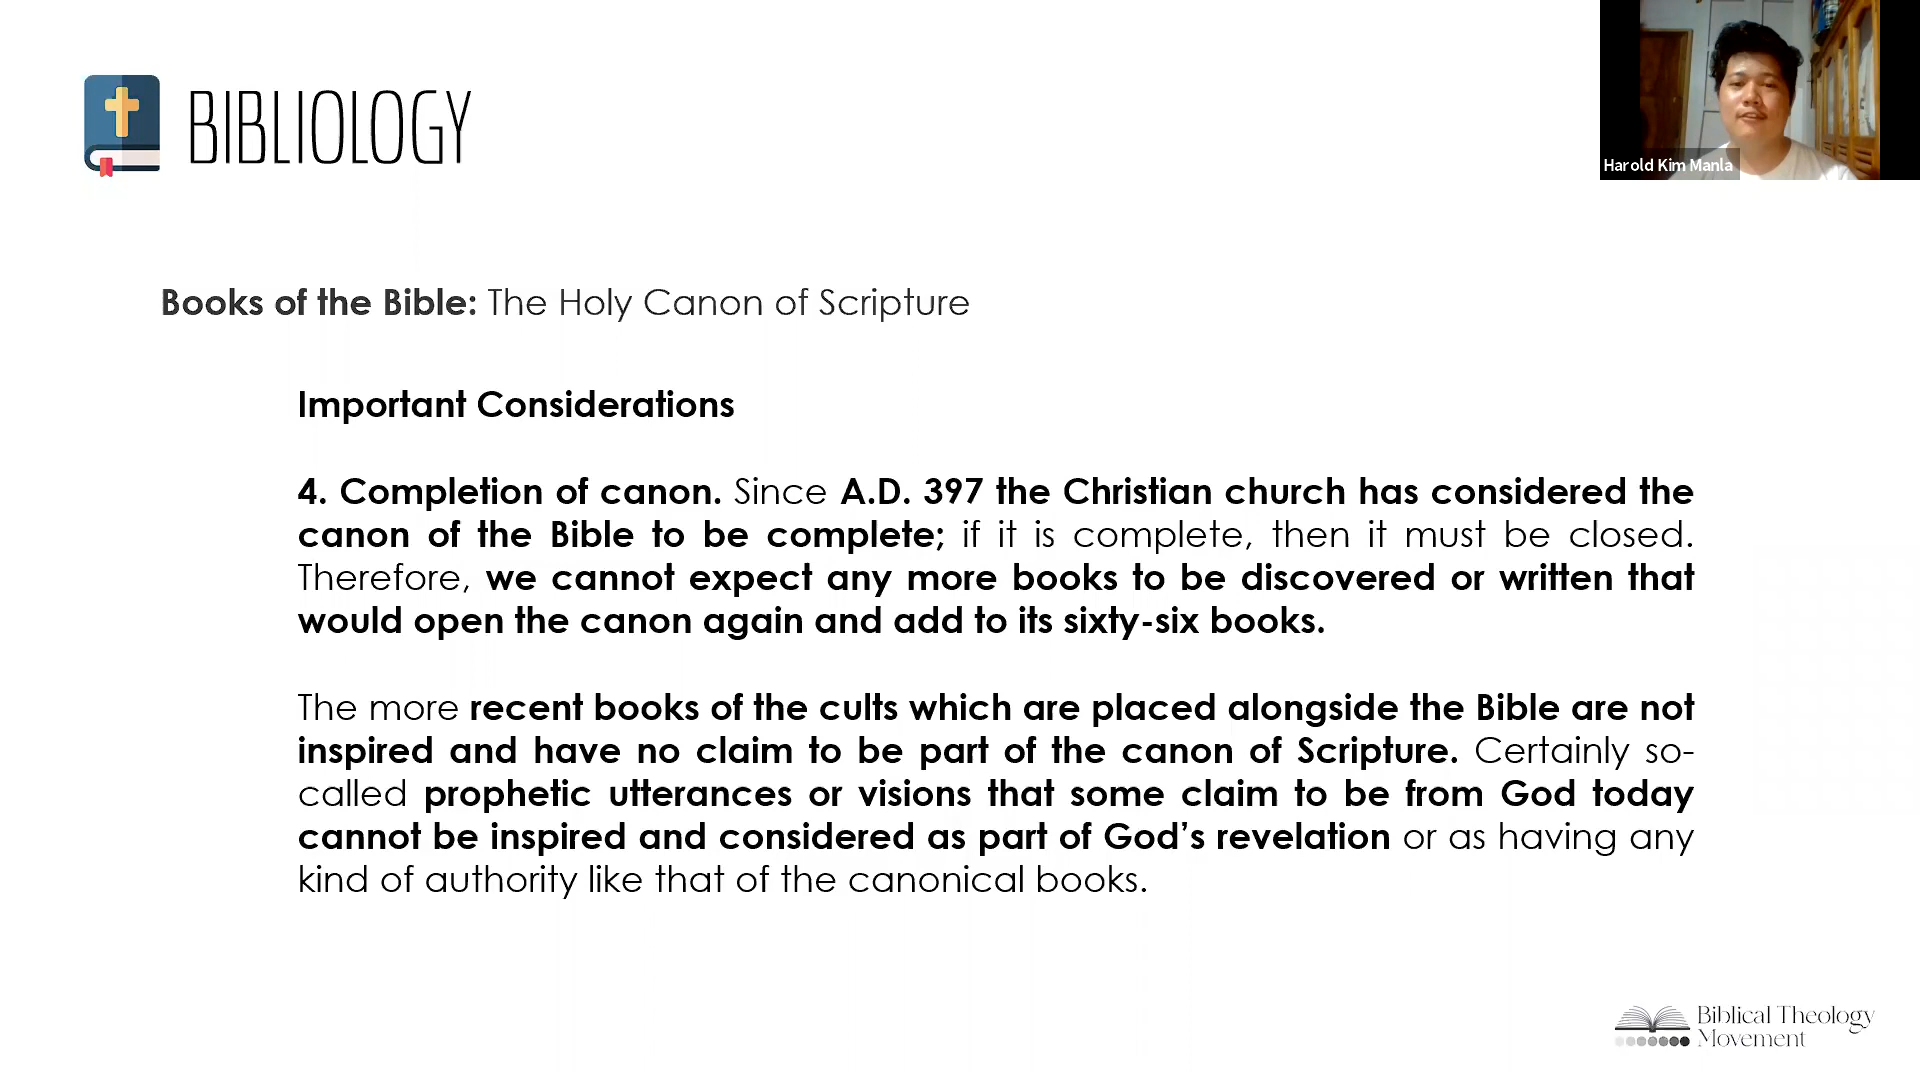 BIBLIOLOGY
Harold Kim Manla
Books of the Bible: The Holy Canon of Scripture
Important Considerations
4. Completion of canon. Since A.D. 397 the Christian church has considered the
canon of the Bible to be complete; if it is complete, then it must be closed.
Therefore, we cannot expect any more books to be discovered or written that
would open the canon again and add to its sixty-six books.
The more recent books of the cults which are placed alongside the Bible are not
inspired and have no claim to be part of the canon of Scripture. Certainly so-
called prophetic utterances or visions that some claim to be from God today
cannot be inspired and considered as part of God’s revelation or as having any
kind of authority like that of the canonical books.
Biblical Theology
Movement